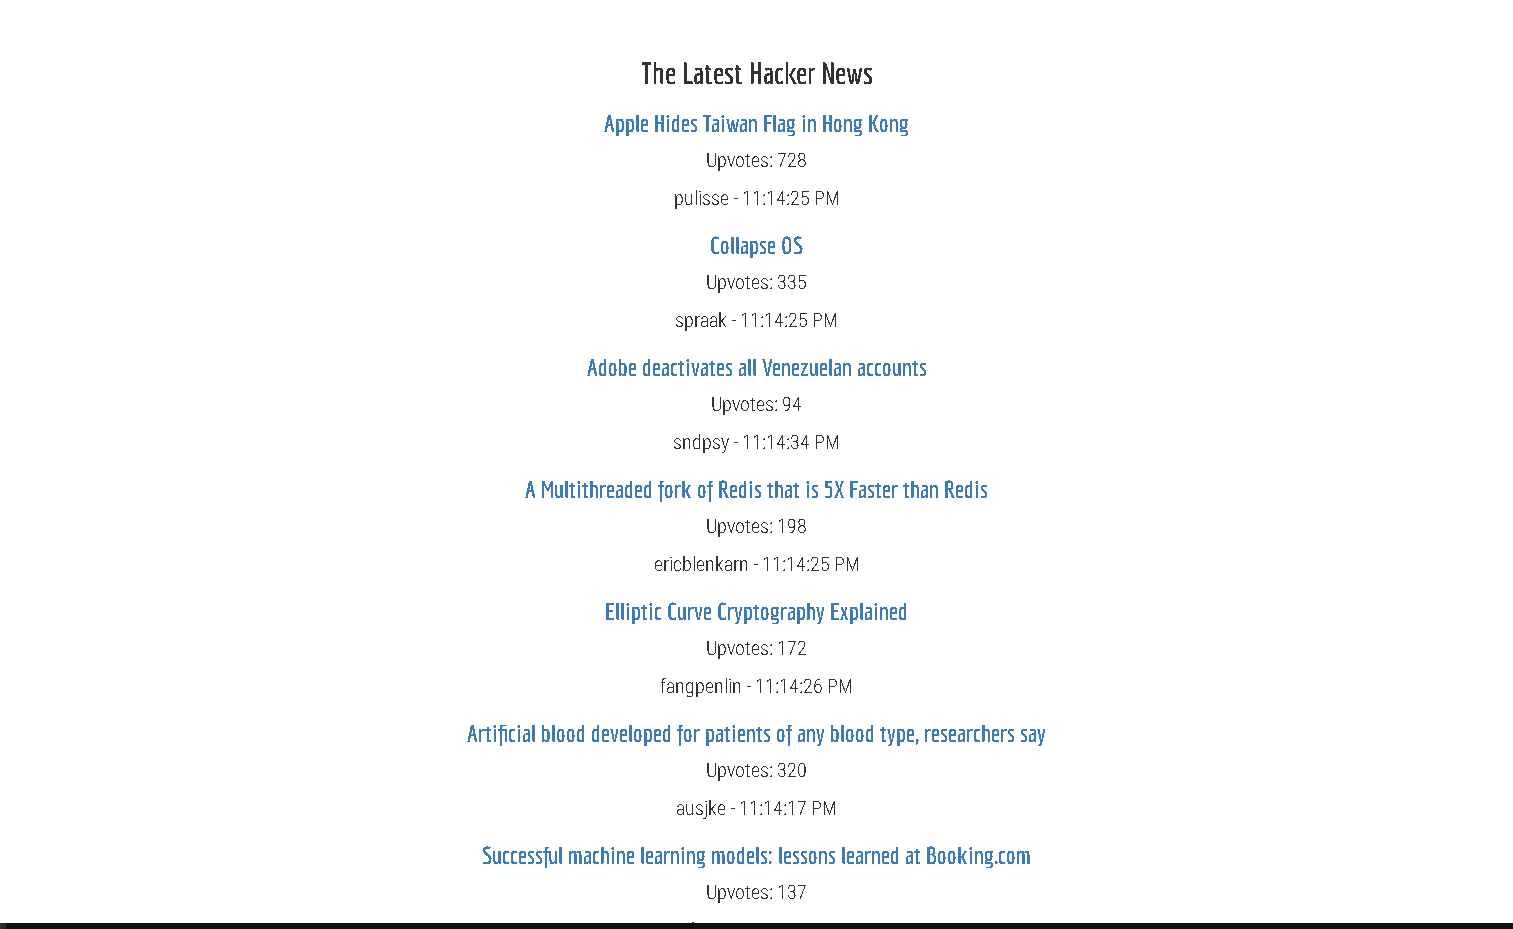 The Latest Hacker News
Apple Hides Taiwan Flag in Hong Kong
Upvotes: 728
pulisse - 11:14:25 PM
Collapse OS
Upvotes: 335
spraak - 11:14:25 PM
Adobe deactivates all Venezuelan accounts
Upvotes: 94
sndpsy - 11:14:34 PM
A Multithreaded fork of Redis that is 5X Faster than Redis
Upvotes: 198
ericblenkarn - 11:14:25 PM
Elliptic Curve Cryptography Explained
Upvotes: 172
fangpenlin - 11:14:26 PM
Artificial blood developed for patients of any blood type, researchers say
Upvotes: 320
ausjke - 11:14:17 PM
Successful machine learning models: lessons learned at Booking.com
Upvotes: 137